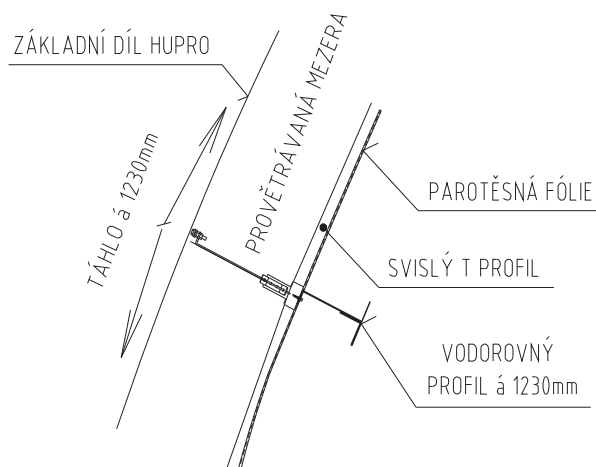 ZÁKLADNÍ DÍL HUPRO
PROVĚTRÁVANÁ MEZERA
TÁHLO á 1230mm
PAROTĚSNÁ FÓLIE
SVISLÝ T PROFIL
VODOROVNÝ
PROFIL á 1230mm